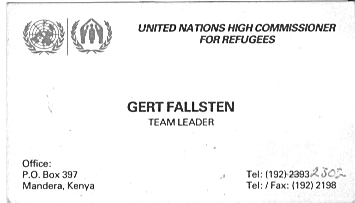 UNITED NATIONS HIGH COMMISSIONER
FOR REFUGEES
GERT FALLSTEN
TEAM LEADER
Office:
P.O. Box 397
Mandera, Kenya
Tel: (192) 2393 2302
Tel: / Fax: (192) 2198